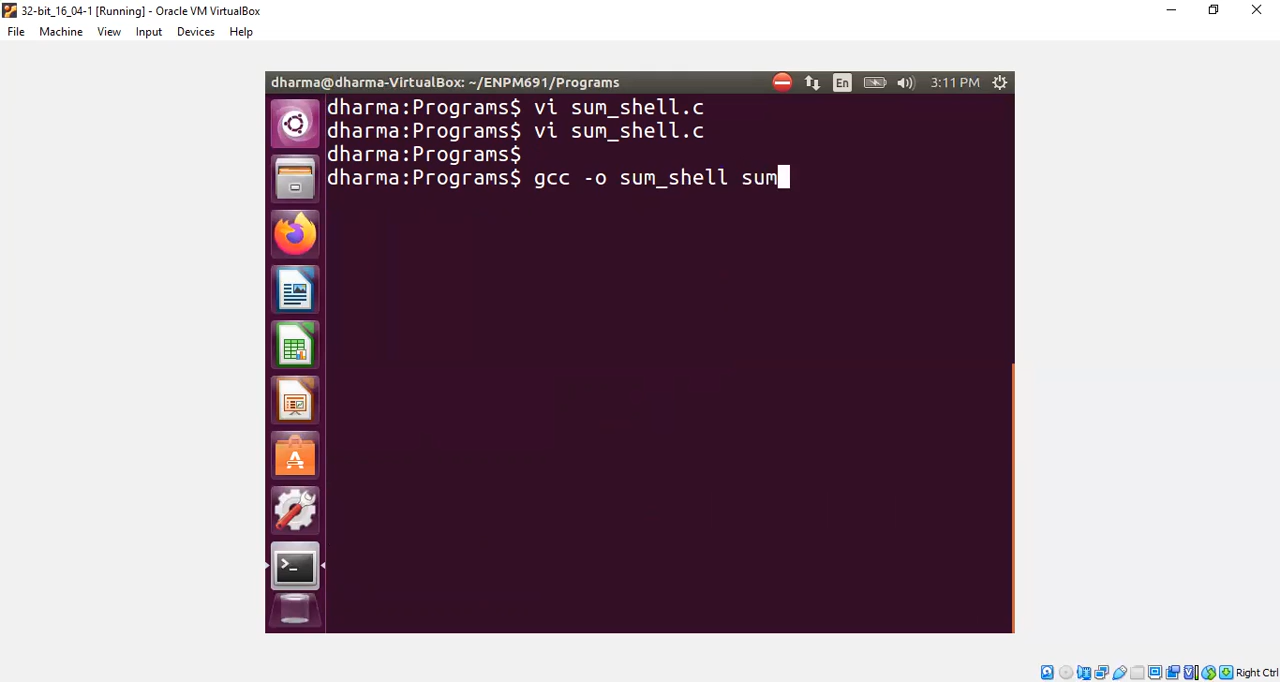 32-bit_16_04-1 [Running] - Oracle VM VirtualBox
File Machine View Input Devices Help
dharma@dharma-VirtualBox: ~/ENPM691/Programs En 3:11 PM
dharma:Programs$ vi sum_shell.c
dharma:Programs$ vi sum_shell.c
dharma:Programs$
dharma:Programs$ gcc -o sum_shell sum
Right Ctrl